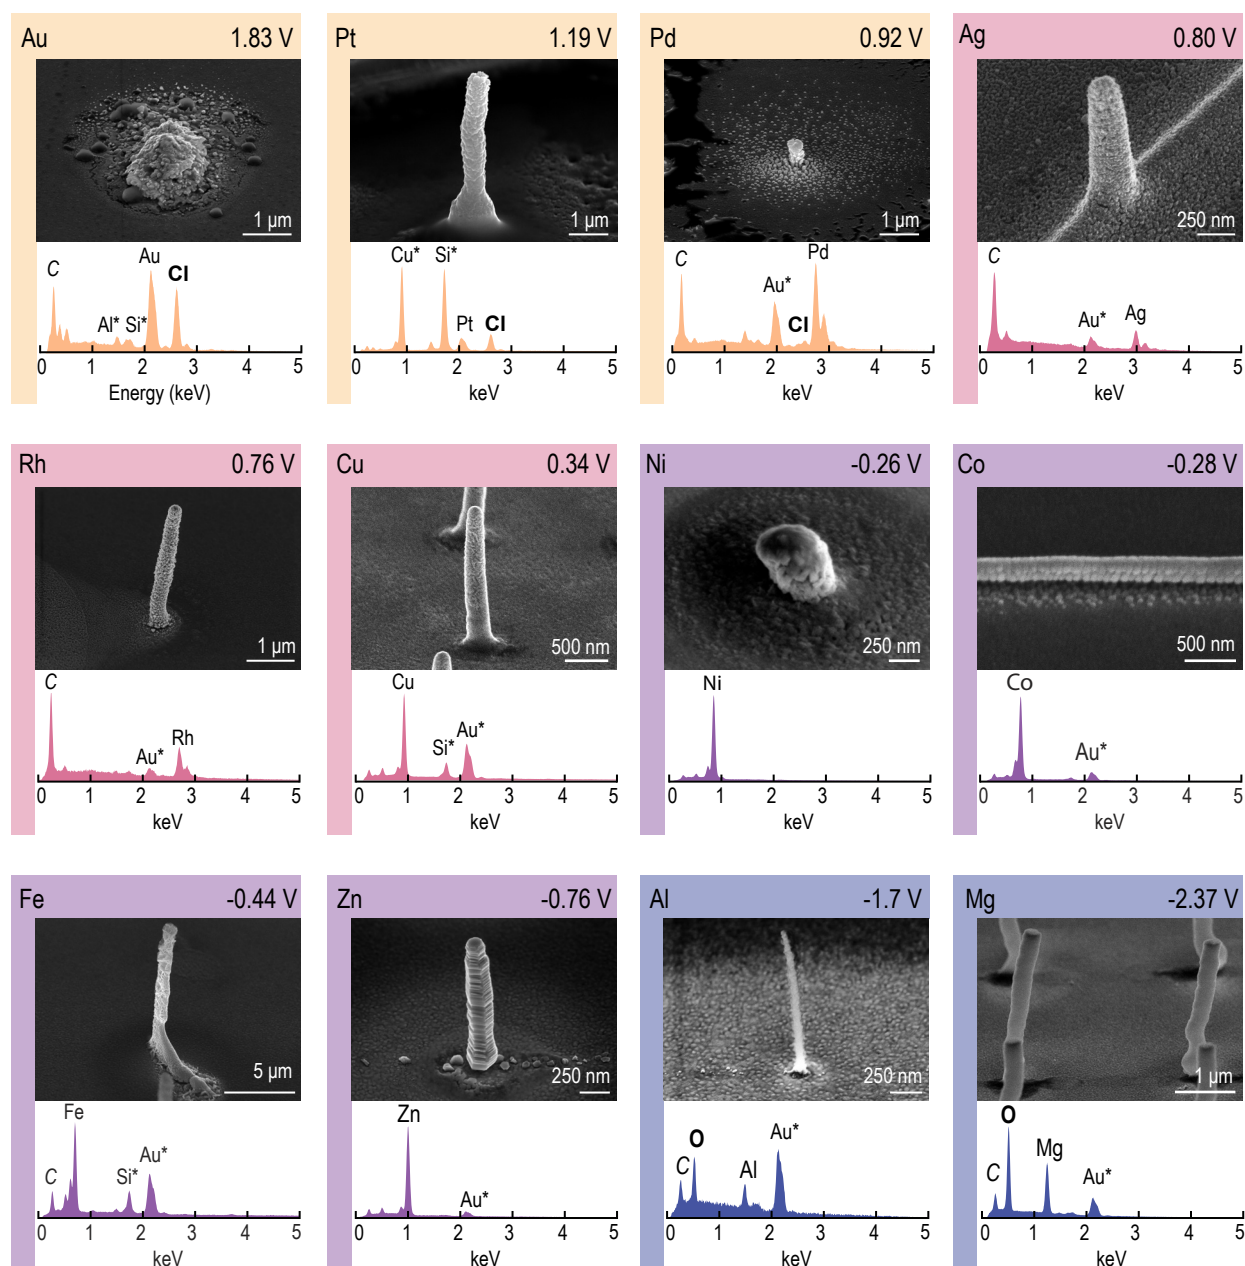 Au 1.83 V
1 µm
C Al* Si* Au Cl
0 1 2 3 4 5
Energy (keV)
Pt 1.19 V
1 µm
Cu* Si* Pt Cl
0 1 2 3 4 5
keV
Pd 0.92 V
1 µm
C Au* Cl Pd
0 1 2 3 4 5
keV
Ag 0.80 V
250 nm
C Au* Ag
0 1 2 3 4 5
keV
Rh 0.76 V
1 µm
C Au* Rh
0 1 2 3 4 5
keV
Cu 0.34 V
500 nm
Cu Si* Au*
0 1 2 3 4 5
keV
Ni -0.26 V
250 nm
Ni
0 1 2 3 4 5
keV
Co -0.28 V
500 nm
Co Au*
0 1 2 3 4 5
keV
Fe -0.44 V
5 µm
C Fe Si* Au*
0 1 2 3 4 5
keV
Zn -0.76 V
250 nm
Zn Au*
0 1 2 3 4 5
keV
Al -1.7 V
250 nm
C O Al Au*
0 1 2 3 4 5
keV
Mg -2.37 V
1 µm
C O Mg Au*
0 1 2 3 4 5
keV